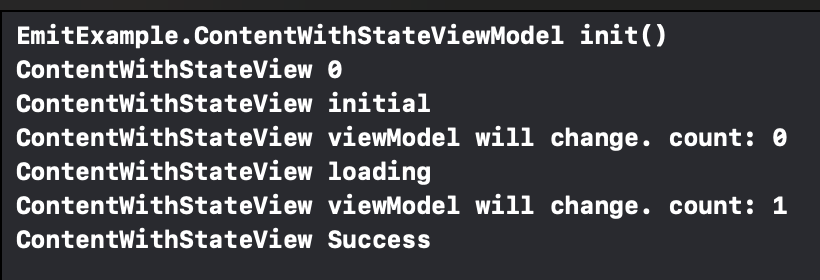 EmitExample.ContentWithStateViewModel init()
ContentWithStateView 0
ContentWithStateView initial
ContentWithStateView viewModel will change. count: 0
ContentWithStateView loading
ContentWithStateView viewModel will change. count: 1
ContentWithStateView Success